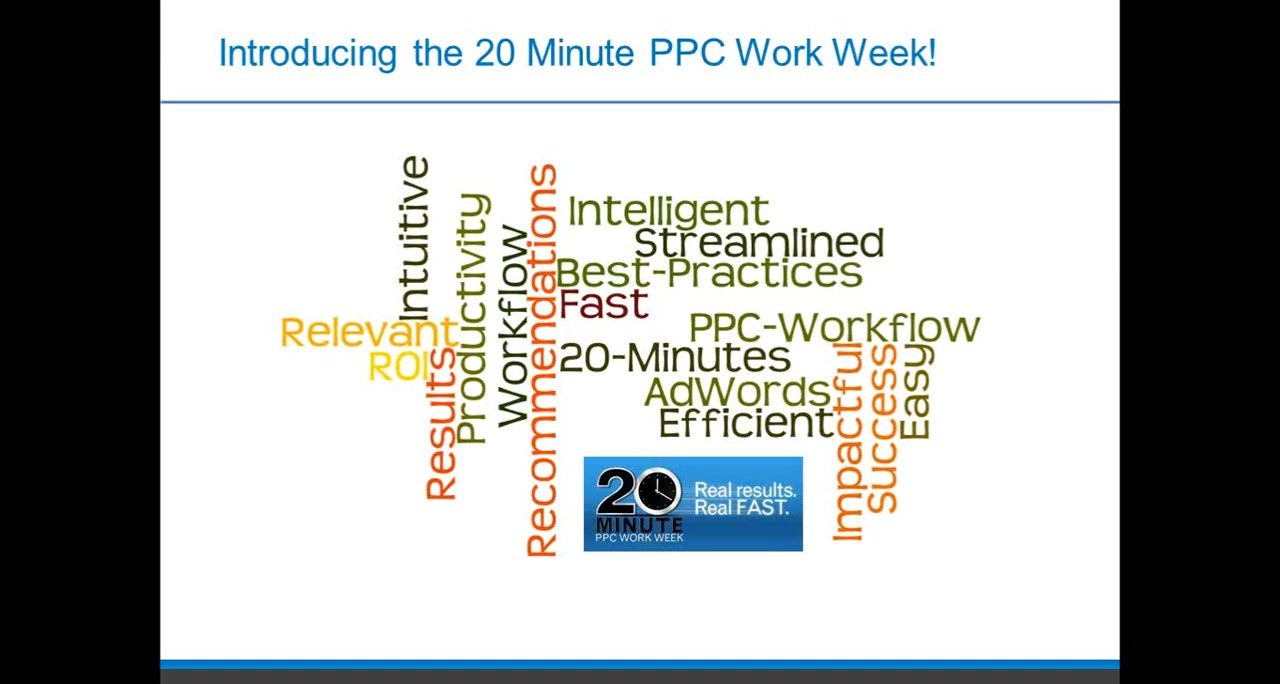 Introducing the 20 Minute PPC Work Week!
Intuitive
Productivity
Workflow
Recommendations
Intelligent
Streamlined
Best-Practices
Fast
Relevant
ROI
Results
PPC-Workflow
20-Minutes
AdWords
Efficient
Impactful
Success
Easy
20
MINUTE
PPC WORK WEEK
Real results.
Real FAST.